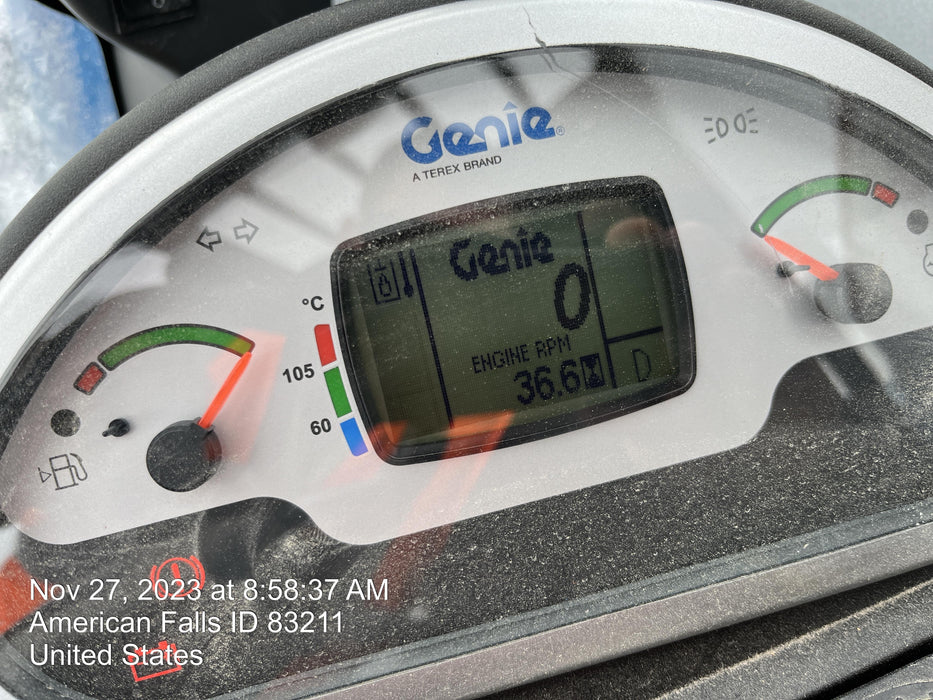 Genie®
A TEREX BRAND
Genie
0
ENGINE RPM
36.6
D
°C
105
60
Nov 27, 2023 at 8:58:37 AM
American Falls ID 83211
United States